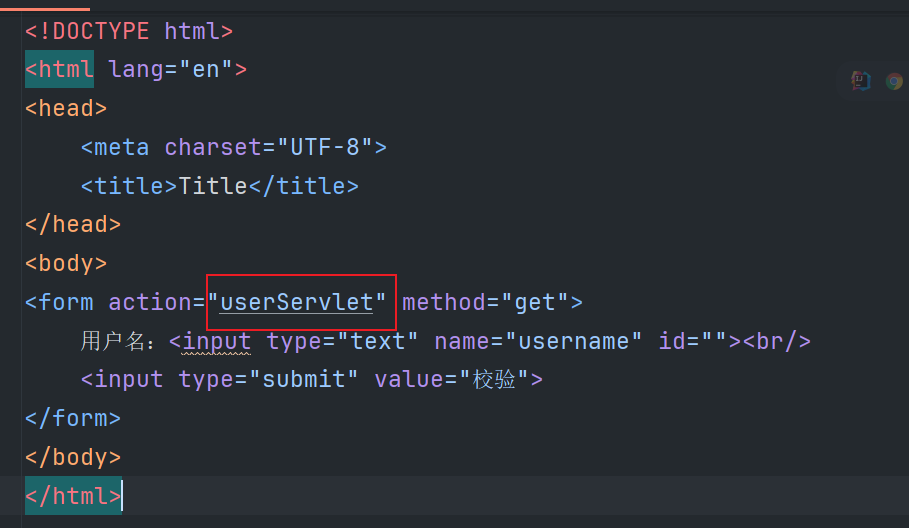 <!DOCTYPE html>
<html lang="en">
<head>
    <meta charset="UTF-8">
    <title>Title</title>
</head>
<body>
<form action="userServlet" method="get">
    用户名：<input type="text" name="username" id=""><br/>
    <input type="submit" value="校验">
</form>
</body>
</html>